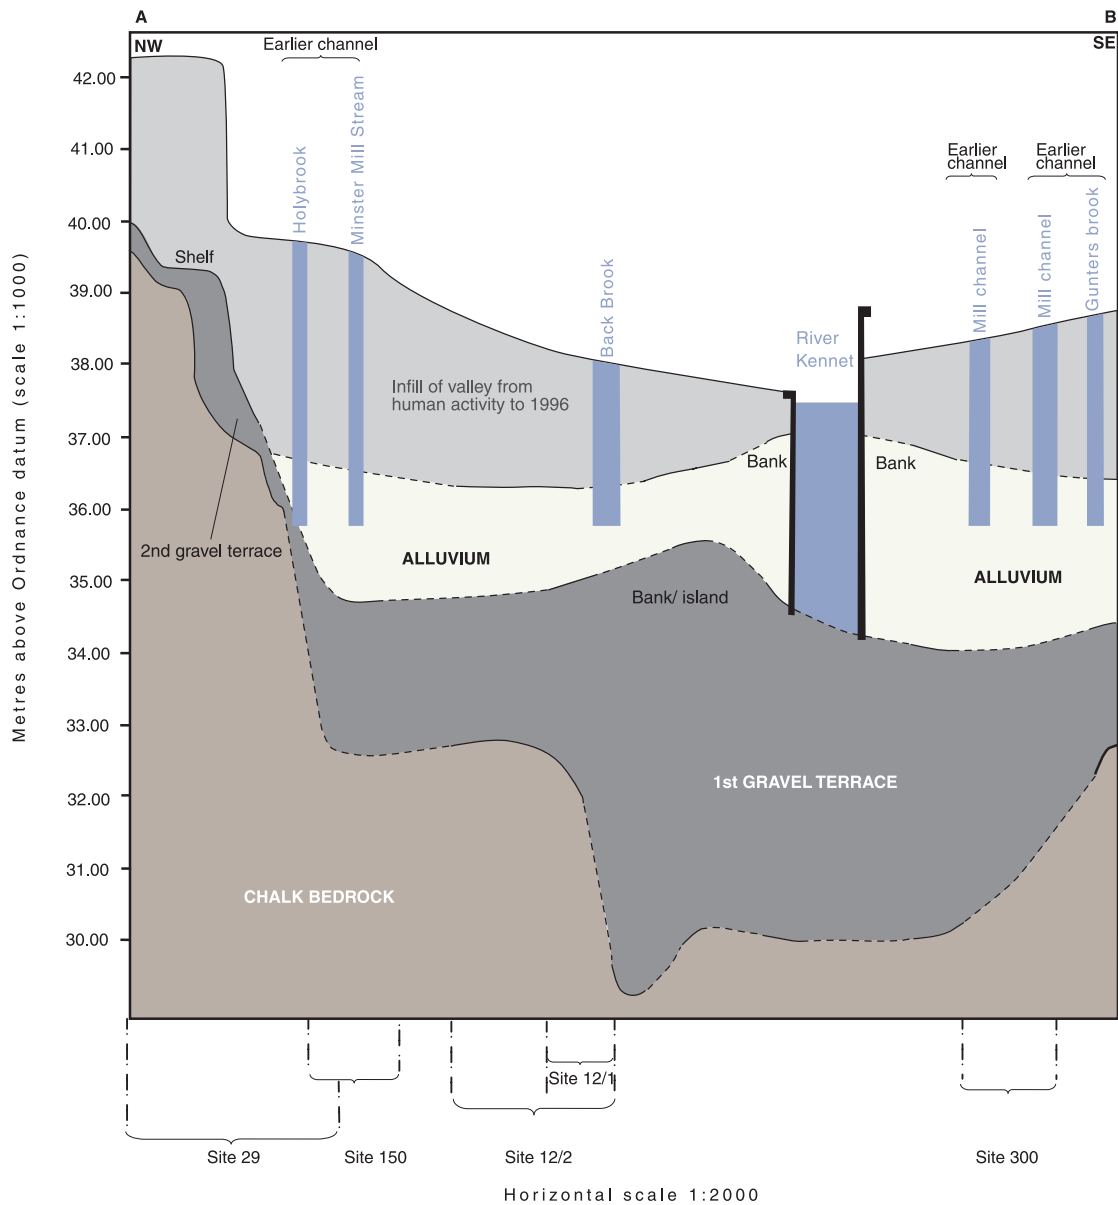 A
B
NW
SE
Earlier channel
42.00
41.00
40.00
39.00
38.00
37.00
36.00
35.00
34.00
33.00
32.00
31.00
30.00
Metres above Ordnance datum (scale 1:1000)
Holybrook
Minster Mill Stream
Back Brook
River
Kennet
Earlier
channel
Earlier
channel
Mill channel
Mill channel
Gunters brook
Shelf
Infill of valley from
human activity to 1996
Bank
Bank
2nd gravel terrace
ALLUVIUM
ALLUVIUM
Bank/ island
1st GRAVEL TERRACE
CHALK BEDROCK
Site 12/1
Site 29
Site 150
Site 12/2
Site 300
Horizontal scale 1:2000